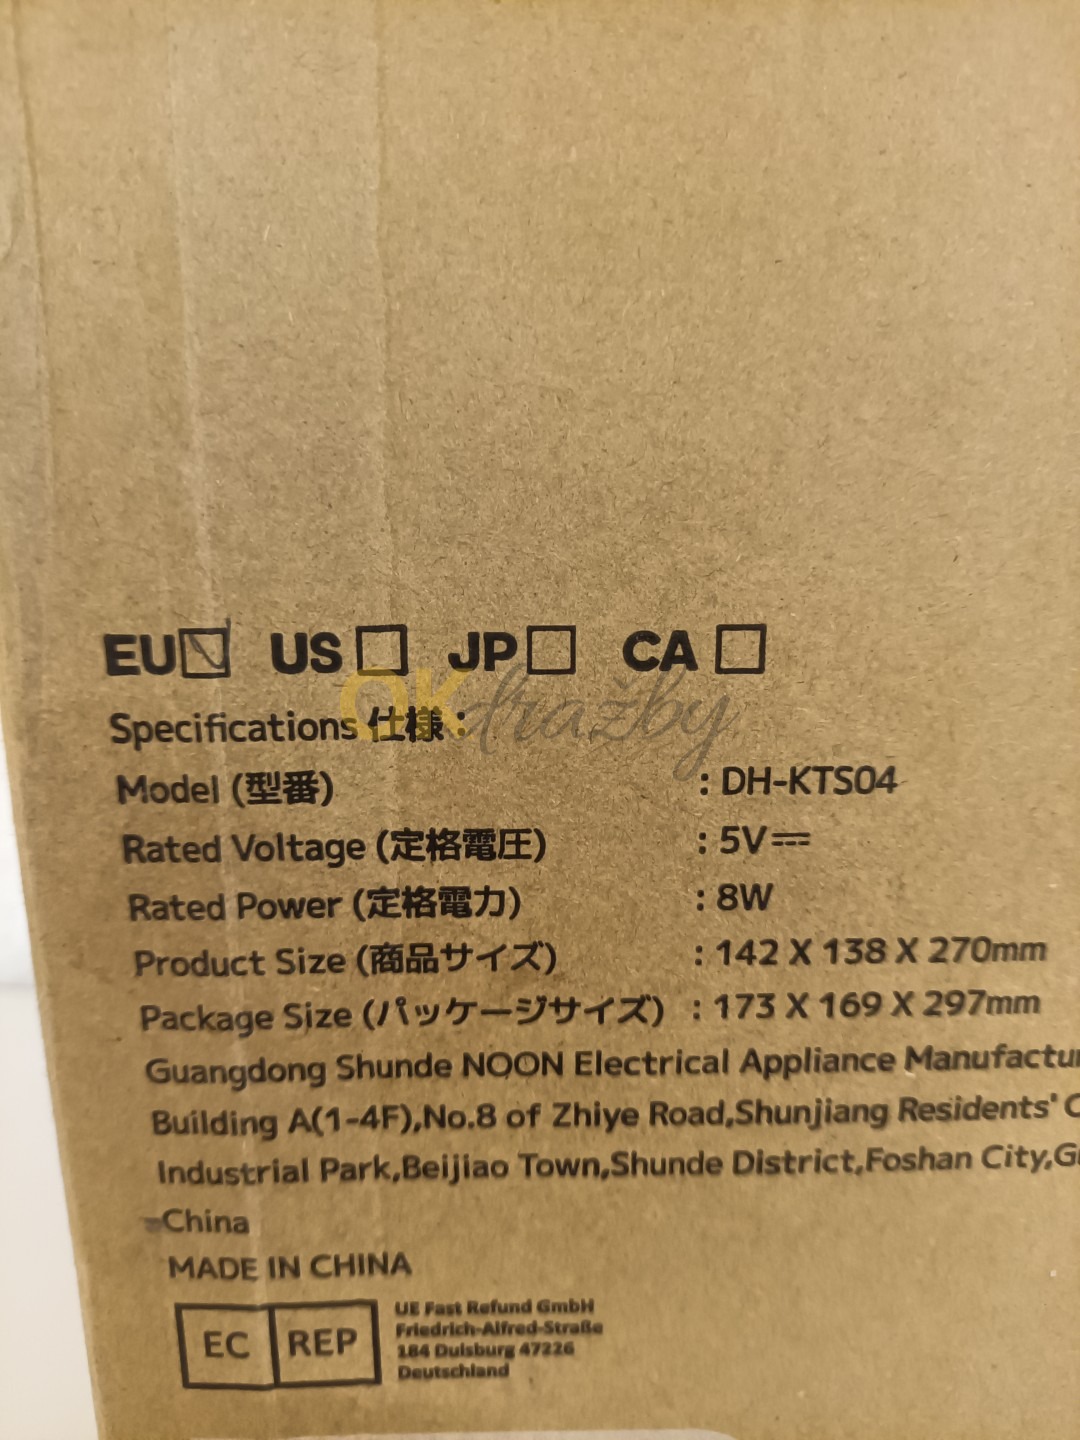 EU☑ US☐ JP☐ CA☐
OKdražby
Specifications 仕様:
Model (型番) : DH-KTS04
Rated Voltage (定格電圧) : 5V⎓
Rated Power (定格電力) : 8W
Product Size (商品サイズ) : 142 X 138 X 270mm
Package Size (パッケージサイズ) : 173 X 169 X 297mm
Guangdong Shunde NOON Electrical Appliance
Building A(1-4F),No.8 of Zhiye Road,Shunjiang Residents'
Industrial Park,Beijiao Town,Shunde District,Foshan City,
China
MADE IN CHINA
EC REP
UE Fast Refund GmbH
Friedrich-Alfred-Straße
184 Duisburg 47226
Deutschland